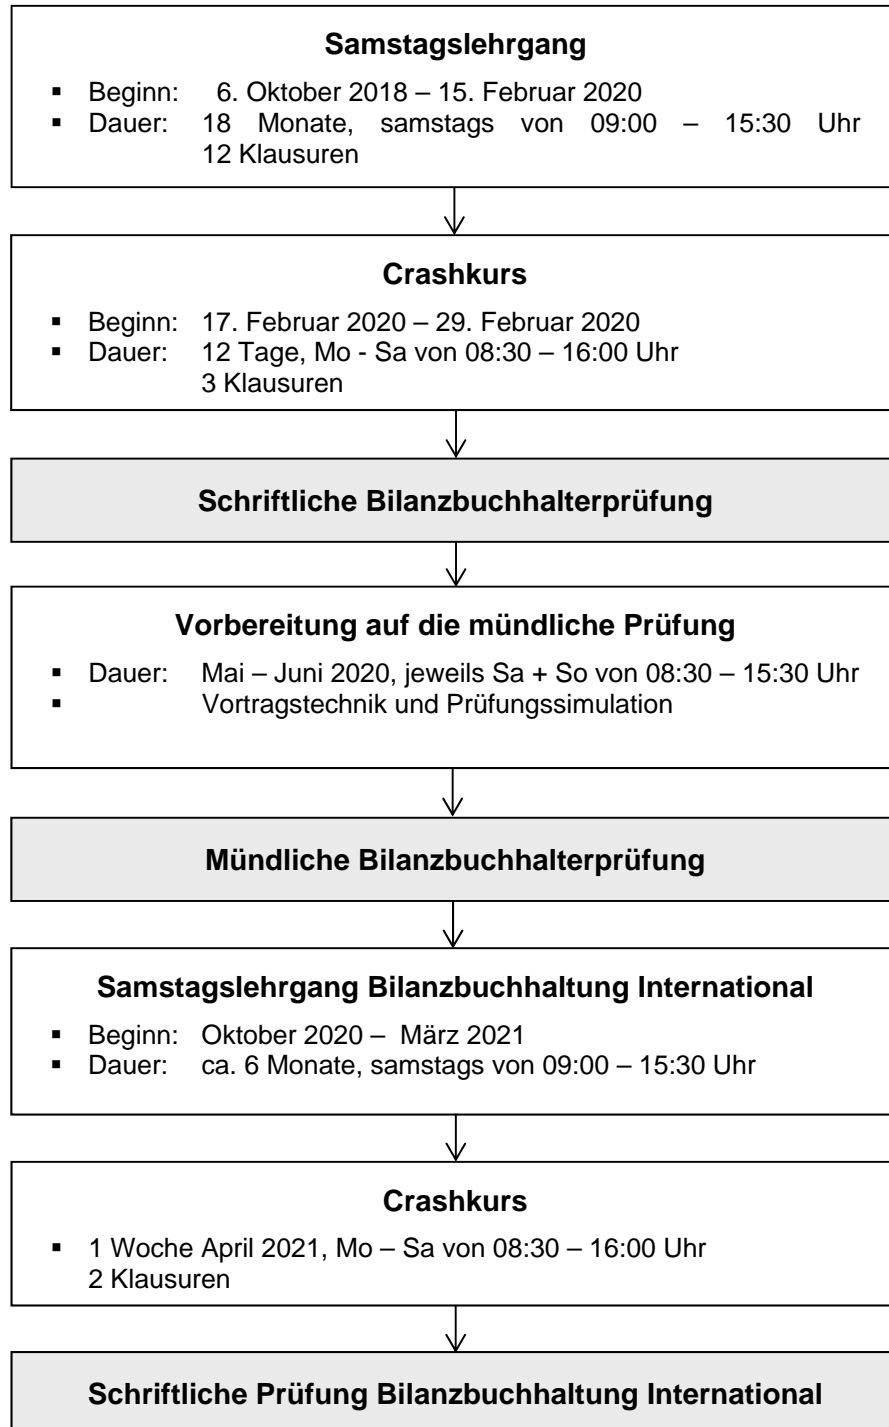 Samstagslehrgang
▪ Beginn: 6. Oktober 2018 – 15. Februar 2020
▪ Dauer: 18 Monate, samstags von 09:00 – 15:30 Uhr
12 Klausuren
Crashkurs
▪ Beginn: 17. Februar 2020 – 29. Februar 2020
▪ Dauer: 12 Tage, Mo - Sa von 08:30 – 16:00 Uhr
3 Klausuren
Schriftliche Bilanzbuchhalterprüfung
Vorbereitung auf die mündliche Prüfung
▪ Dauer: Mai – Juni 2020, jeweils Sa + So von 08:30 – 15:30 Uhr
▪ Vortragstechnik und Prüfungssimulation
Mündliche Bilanzbuchhalterprüfung
Samstagslehrgang Bilanzbuchhaltung International
▪ Beginn: Oktober 2020 – März 2021
▪ Dauer: ca. 6 Monate, samstags von 09:00 – 15:30 Uhr
Crashkurs
▪ 1 Woche April 2021, Mo – Sa von 08:30 – 16:00 Uhr
2 Klausuren
Schriftliche Prüfung Bilanzbuchhaltung International